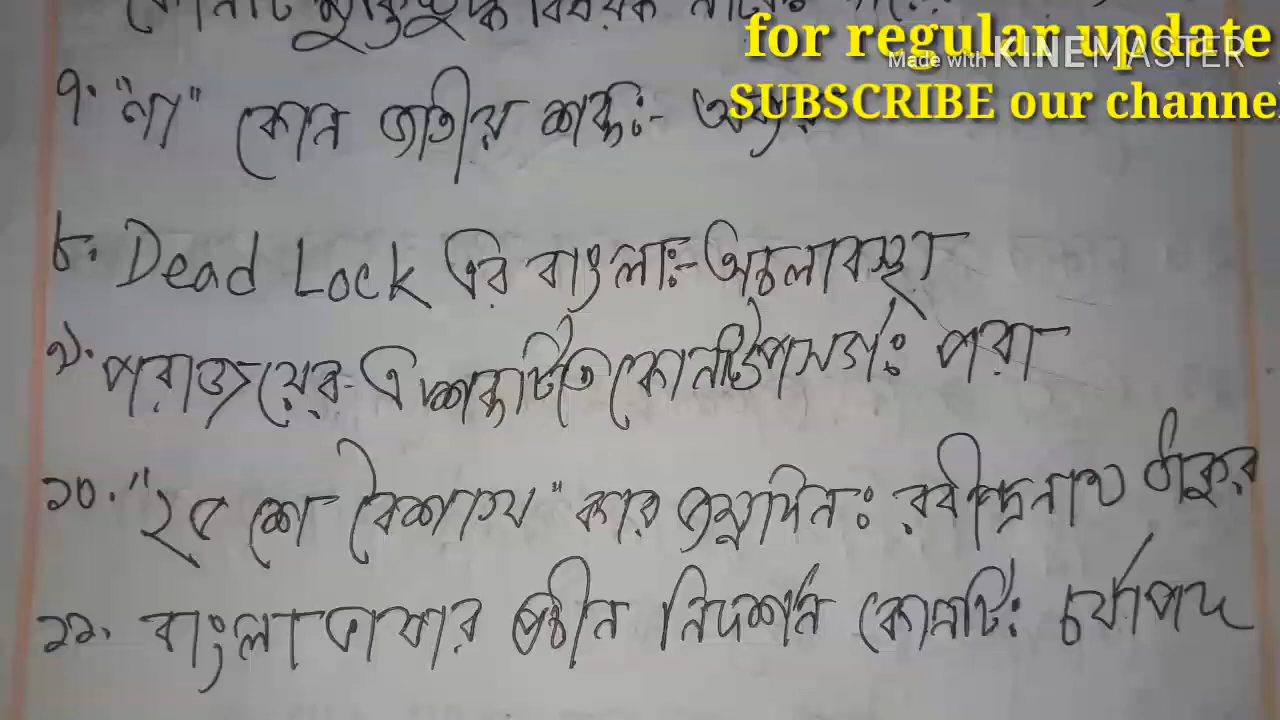 for regular update
Made with KINEMASTER
SUBSCRIBE our channe
৭. "না" কোন জাতীয় শব্দঃ- অব্যয়
৮. Dead Lock এর বাংলাঃ- অচলাবস্থা
৯. পরাজয়ের- এ শব্দটিতে কোনটি উপসর্গঃ পরা
১০. "২৫ শে বৈশাখ" কার জন্মদিনঃ রবীন্দ্রনাথ ঠাকুর
১১. বাংলা ভাষার প্রাচীন নিদর্শন কোনটিঃ চর্যাপদ